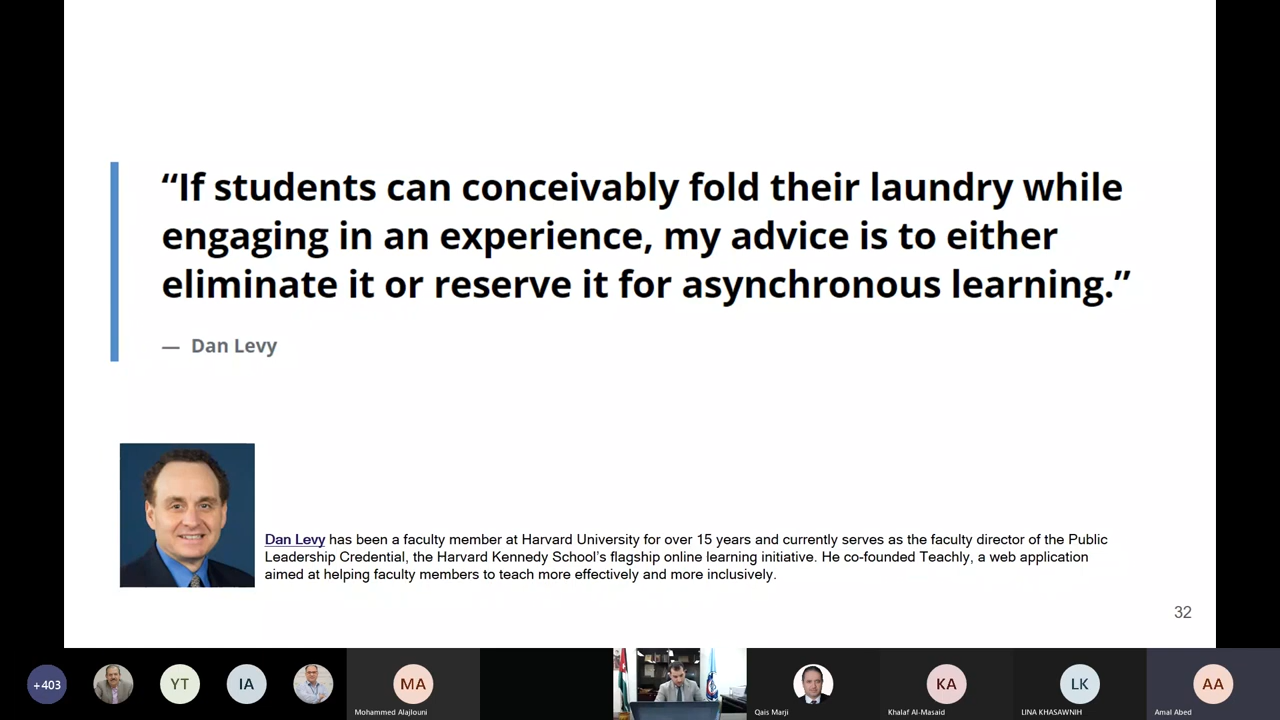 “If students can conceivably fold their laundry while
engaging in an experience, my advice is to either
eliminate it or reserve it for asynchronous learning.”
— Dan Levy
Dan Levy has been a faculty member at Harvard University for over 15 years and currently serves as the faculty director of the Public
Leadership Credential, the Harvard Kennedy School’s flagship online learning initiative. He co-founded Teachly, a web application
aimed at helping faculty members to teach more effectively and more inclusively.
32
+403
YT
IA
MA
KA
LK
AA
Mohammed Alajlouni
Qais Marji
Khalaf Al-Masaid
LINA KHASAWNIH
Amal Abed